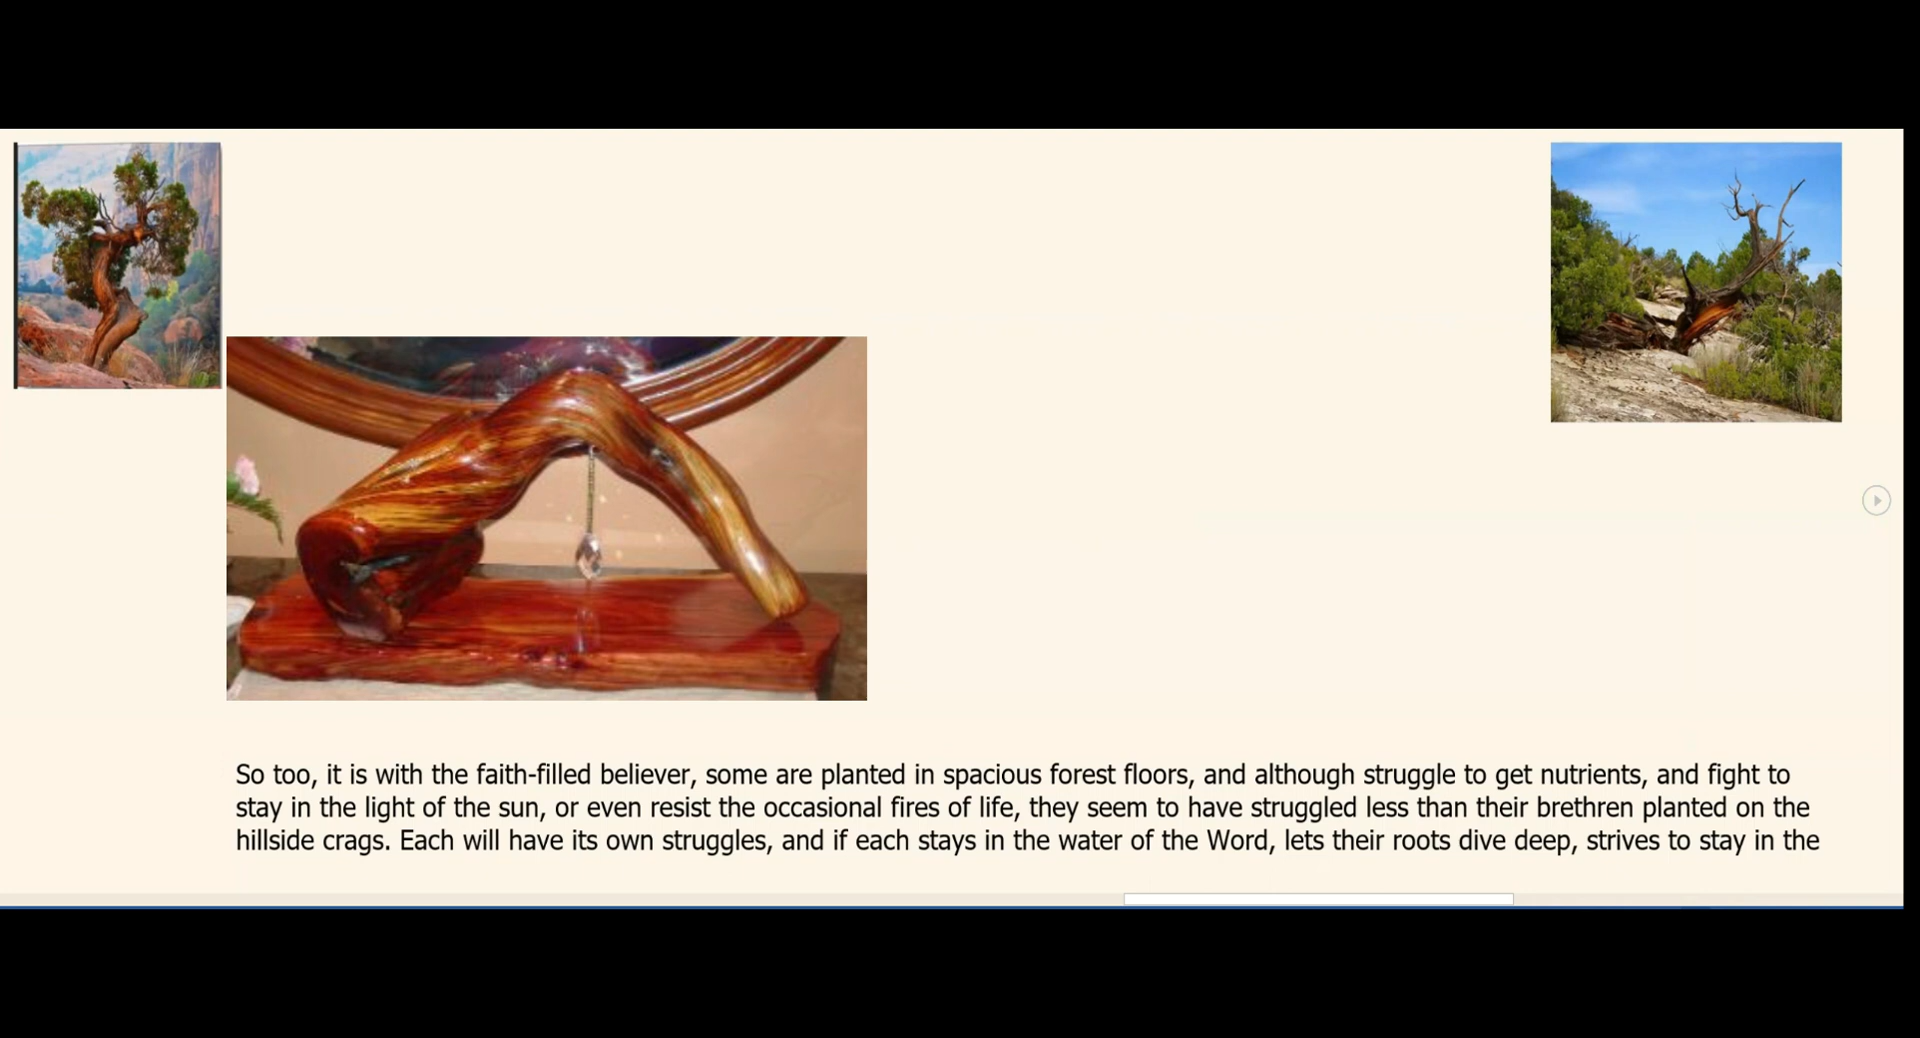 So too, it is with the faith-filled believer, some are planted in spacious forest floors, and although struggle to get nutrients, and fight to
stay in the light of the sun, or even resist the occasional fires of life, they seem to have struggled less than their brethren planted on the
hillside crags. Each will have its own struggles, and if each stays in the water of the Word, lets their roots dive deep, strives to stay in the